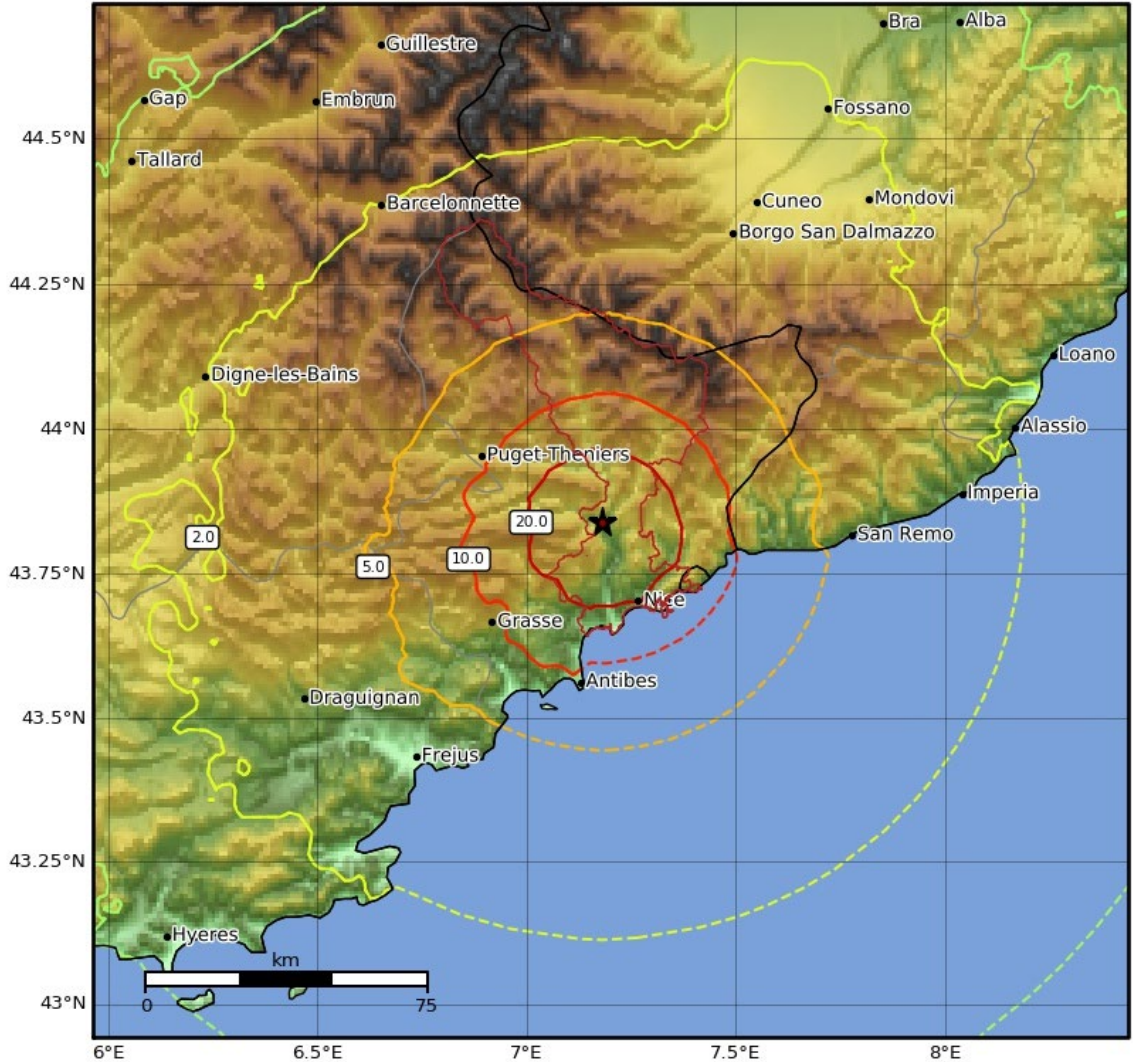 Bra
Alba
Guillestre
Gap
Embrun
Fossano
44.5°N
Tallard
Barcelonnette
Cuneo
Mondovi
Borgo San Dalmazzo
44.25°N
Loano
Digne-les-Bains
44°N
Alassio
Puget-Theniers
Imperia
20.0
2.0
San Remo
10.0
5.0
43.75°N
Nice
Grasse
Antibes
Draguignan
43.5°N
Frejus
43.25°N
Hyeres
km
43°N
0
75
6°E
6.5°E
7°E
7.5°E
8°E